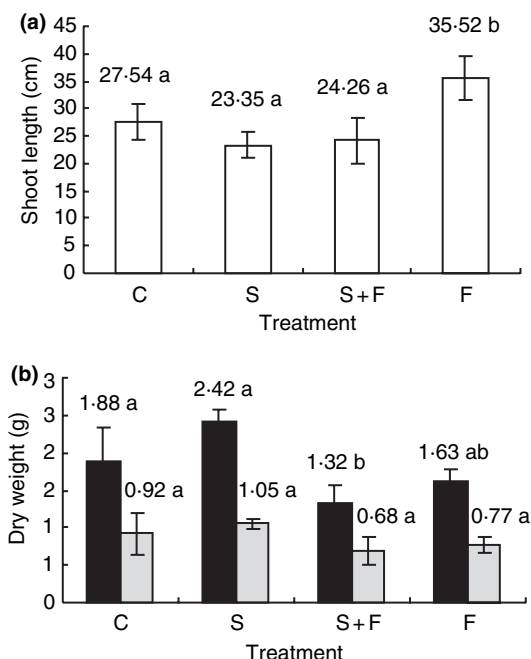 (a)
Shoot length (cm)
45
40
35
30
25
20
15
10
5
0
27·54 a
23·35 a
24·26 a
35·52 b
C S S + F F
Treatment
(b)
Dry weight (g)
3
3
2
2
1
1
0
1·88 a
0·92 a
2·42 a
1·05 a
1·32 b
0·68 a
1·63 ab
0·77 a
C S S + F F
Treatment